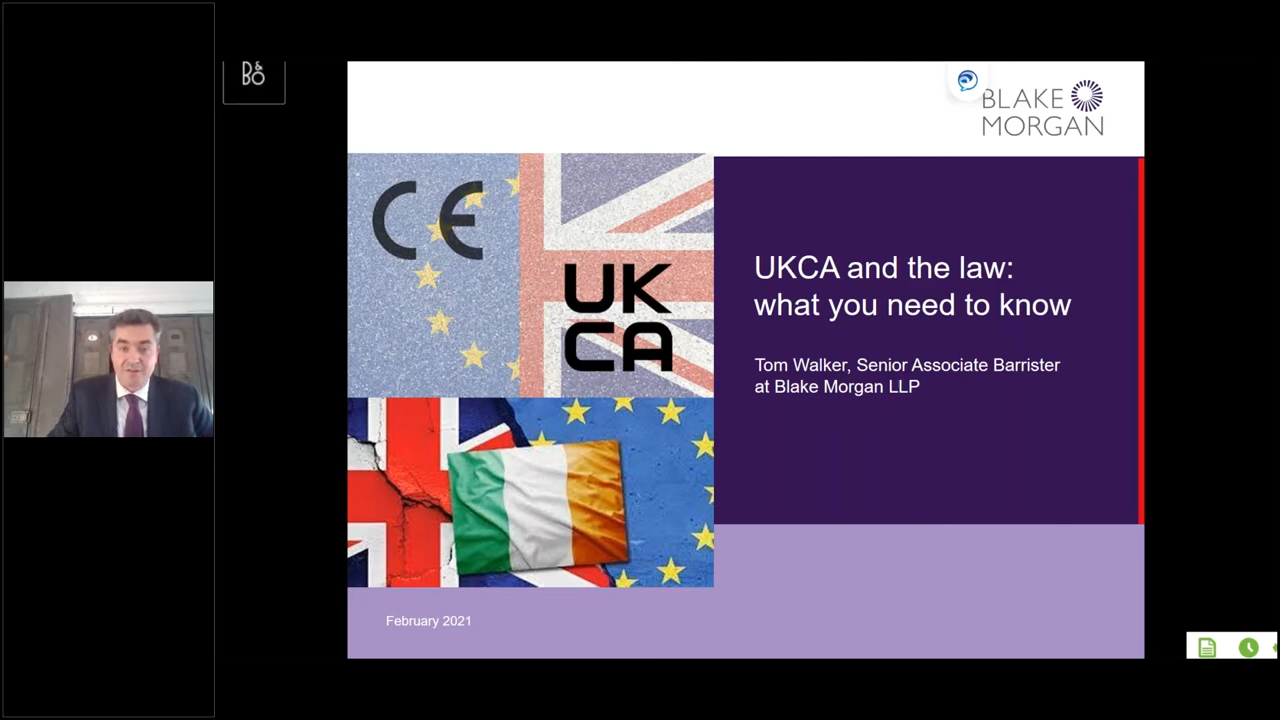 B&
BO
BLAKE
MORGAN
CE
UK
CA
UKCA and the law:
what you need to know
Tom Walker, Senior Associate Barrister
at Blake Morgan LLP
February 2021